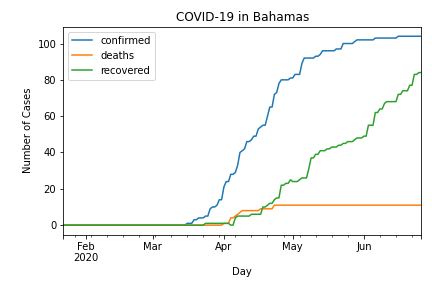 COVID-19 in Bahamas
confirmed
deaths
recovered
Number of Cases
100
80
60
40
20
0
Feb Mar Apr May Jun
2020
Day